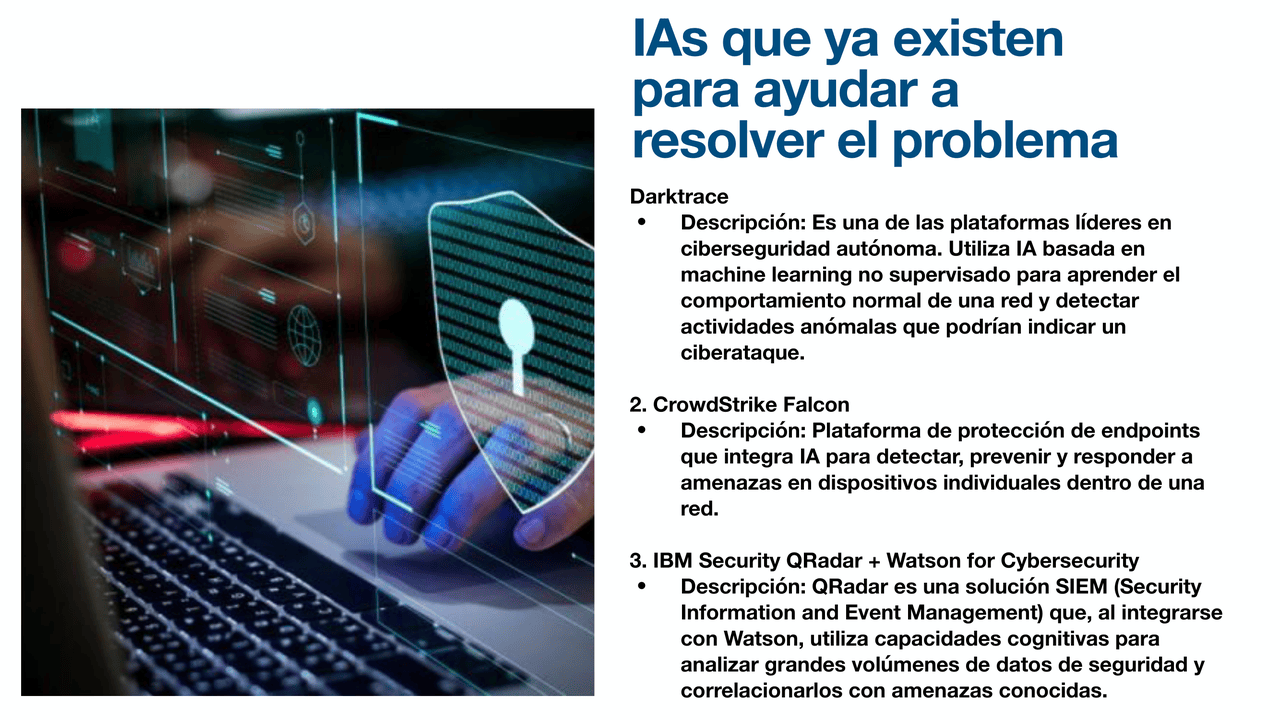 IAs que ya existen
para ayudar a
resolver el problema
Darktrace
• Descripción: Es una de las plataformas líderes en
ciberseguridad autónoma. Utiliza IA basada en
machine learning no supervisado para aprender el
comportamiento normal de una red y detectar
actividades anómalas que podrían indicar un
ciberataque.
2. CrowdStrike Falcon
• Descripción: Plataforma de protección de endpoints
que integra IA para detectar, prevenir y responder a
amenazas en dispositivos individuales dentro de una
red.
3. IBM Security QRadar + Watson for Cybersecurity
• Descripción: QRadar es una solución SIEM (Security
Information and Event Management) que, al integrarse
con Watson, utiliza capacidades cognitivas para
analizar grandes volúmenes de datos de seguridad y
correlacionarlos con amenazas conocidas.